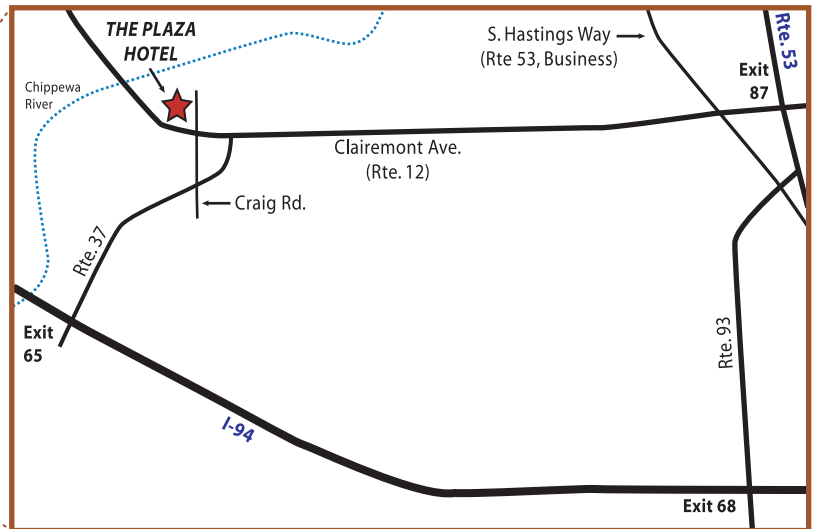 THE PLAZA
HOTEL
S. Hastings Way
(Rte 53, Business)
Rte. 53
Exit
87
Chippewa
River
Clairemont Ave.
(Rte. 12)
Craig Rd.
Rte. 37
Exit
65
Rte. 93
I-94
Exit 68